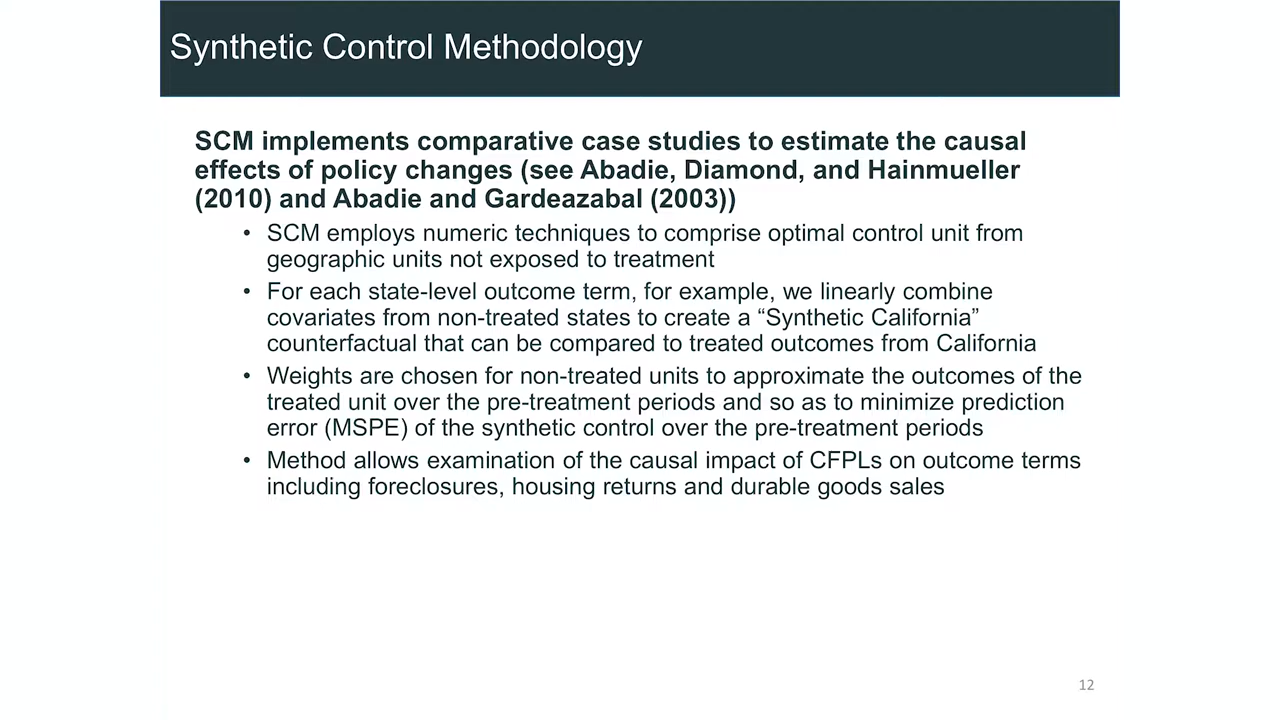 Synthetic Control Methodology
SCM implements comparative case studies to estimate the causal
effects of policy changes (see Abadie, Diamond, and Hainmueller
(2010) and Abadie and Gardeazabal (2003))
• SCM employs numeric techniques to comprise optimal control unit from
geographic units not exposed to treatment
• For each state-level outcome term, for example, we linearly combine
covariates from non-treated states to create a “Synthetic California”
counterfactual that can be compared to treated outcomes from California
• Weights are chosen for non-treated units to approximate the outcomes of the
treated unit over the pre-treatment periods and so as to minimize prediction
error (MSPE) of the synthetic control over the pre-treatment periods
• Method allows examination of the causal impact of CFPLs on outcome terms
including foreclosures, housing returns and durable goods sales
12